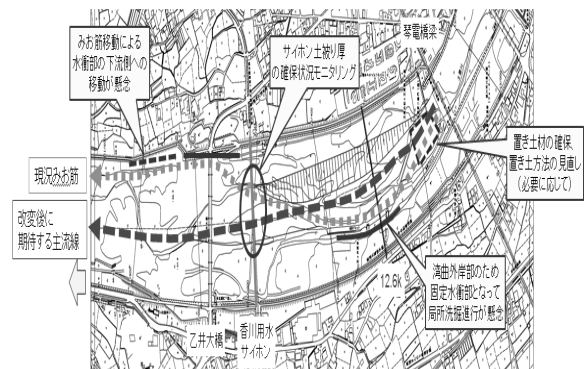 みお筋移動による
水衝部の下流側への
移動が懸念
サイホン土被り厚
の確保状況モニタリング
琴電橋梁
置き土材の確保、
置き土方法の見直し
(必要に応じて)
現況みお筋
改変後に
期待する主流線
湾曲外岸部のため
固定水衝部となって
局所洗掘進行が懸念
12.6k
乙井大橋
香川用水
サイホン